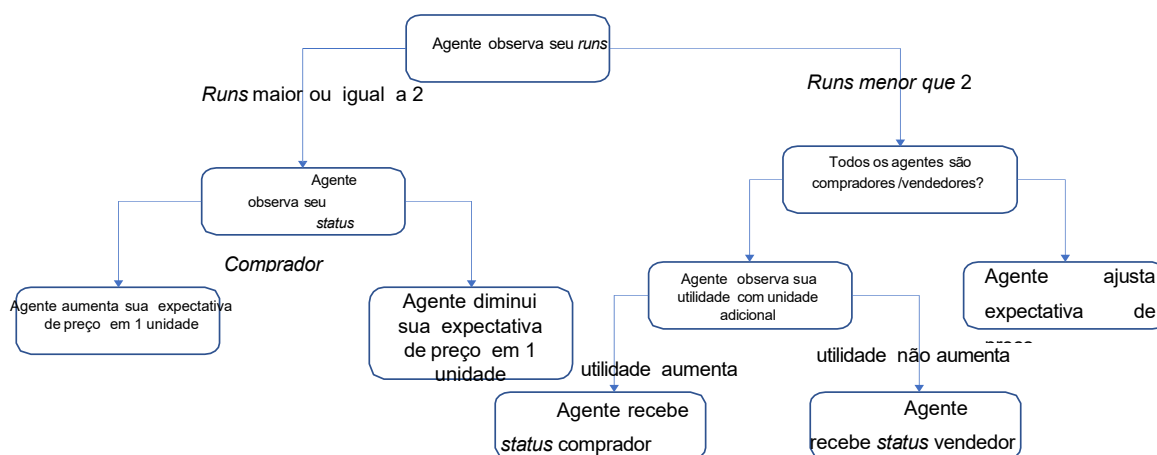 Agente observa seu runs
Runs maior ou igual a 2
Runs menor que 2
Todos os agentes são
compradores /vendedores?
Agente
observa seu
status
Comprador
Agente aumenta sua expectativa
de preço em 1 unidade
Agente diminui
sua expectativa
de preço em 1
unidade
Agente observa sua
utilidade com unidade
adicional
Agente ajusta
expectativa de
utilidade aumenta
utilidade não aumenta
Agente recebe
status comprador
Agente
recebe status vendedor